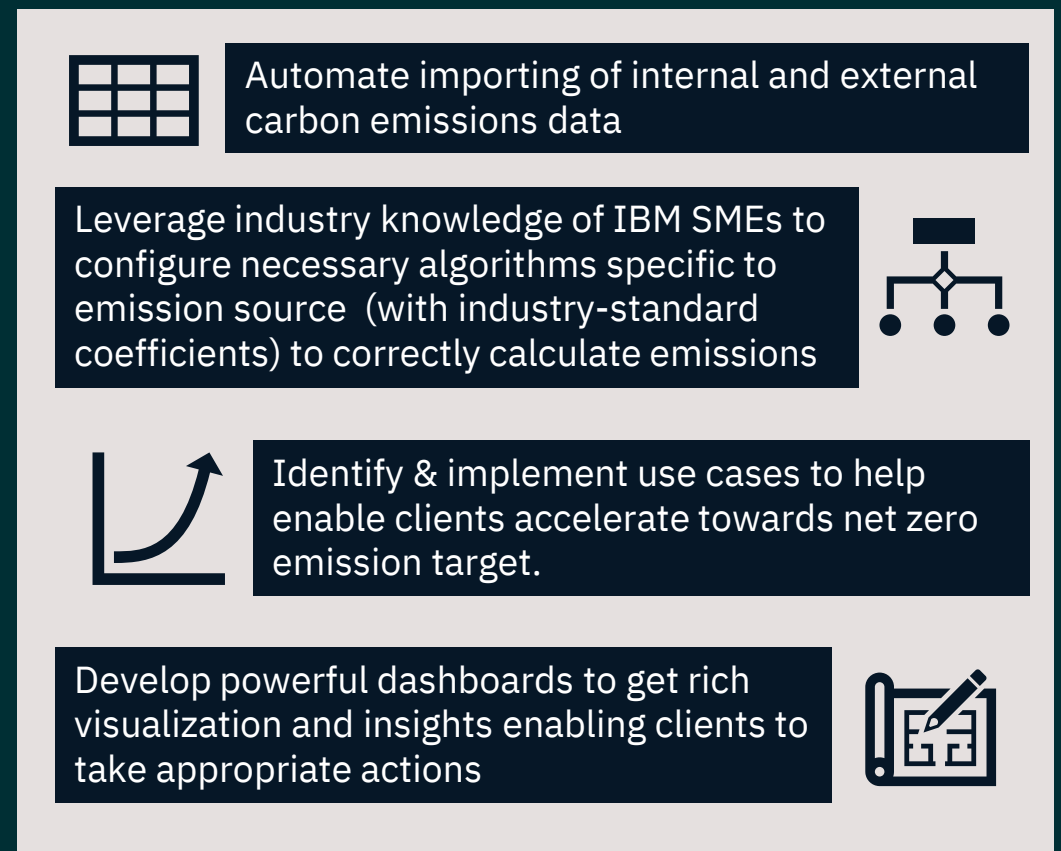 Automate importing of internal and external
carbon emissions data
Leverage industry knowledge of IBM SMEs to
configure necessary algorithms specific to
emission source  (with industry-standard
coefficients) to correctly calculate emissions
Identify & implement use cases to help
enable clients accelerate towards net zero
emission target.
Develop powerful dashboards to get rich
visualization and insights enabling clients to
take appropriate actions